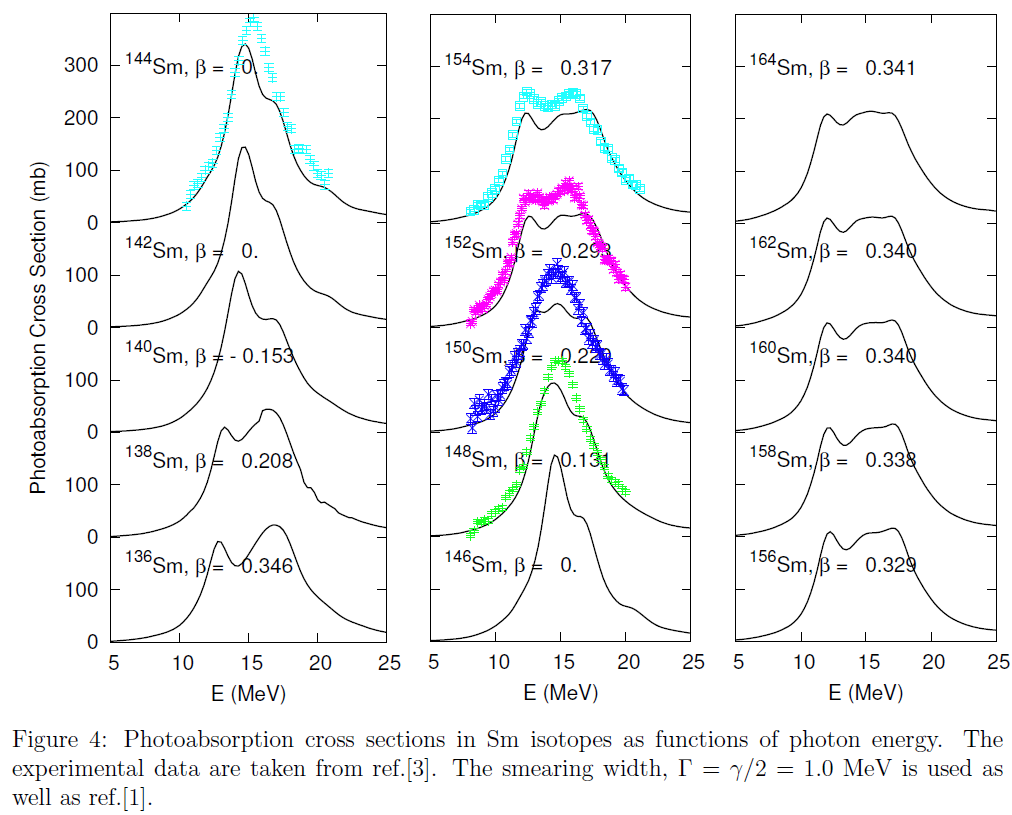 300
200
100
0
100
0
100
0
100
0
100
0
Photoabsorption Cross Section (mb)
144Sm, β = 0.
142Sm, β = 0.
140Sm, β = - 0.153
138Sm, β = 0.208
136Sm, β = 0.346
5 10 15 20 25
E (MeV)
154Sm, β = 0.317
152Sm, β = 0.293
150Sm, β = 0.220
148Sm, β = 0.131
146Sm, β = 0.
5 10 15 20 25
E (MeV)
164Sm, β = 0.341
162Sm, β = 0.340
160Sm, β = 0.340
158Sm, β = 0.338
156Sm, β = 0.329
5 10 15 20 25
E (MeV)
Figure 4: Photoabsorption cross sections in Sm isotopes as functions of photon energy. The
experimental data are taken from ref.[3]. The smearing width, Γ = γ/2 = 1.0 MeV is used as
well as ref.[1].